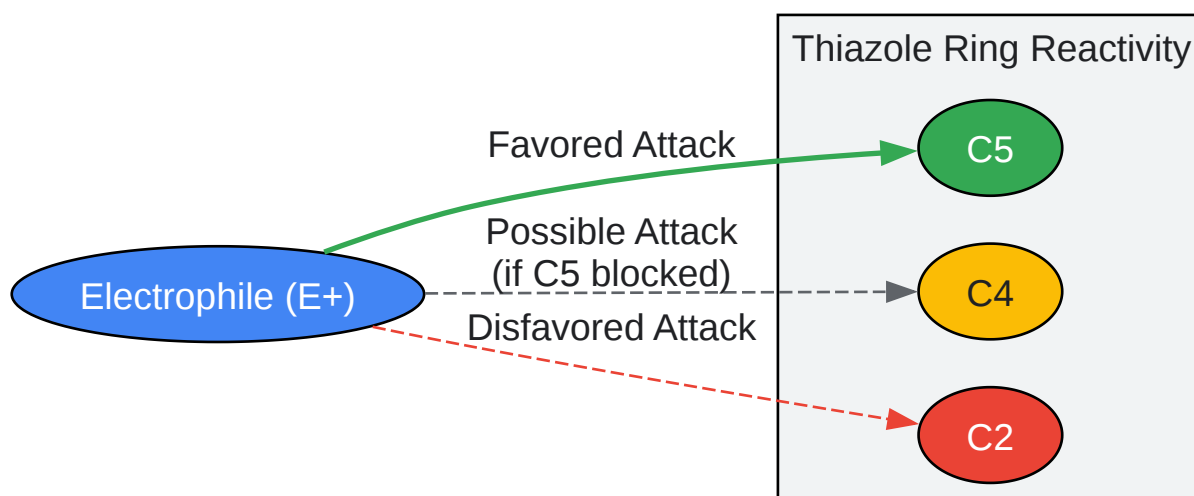 Thiazole Ring Reactivity
Favored Attack
C5
Possible Attack
(if C5 blocked)
Electrophile (E+)
C4
Disfavored Attack
C2